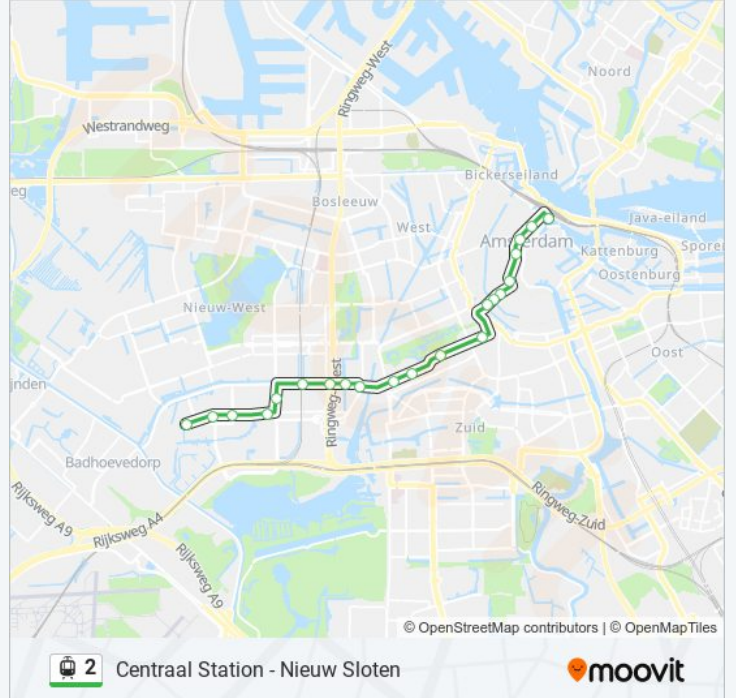 Ringweg-West
Noord
Westrandweg
Bickerseiland
eg
Bosleeuw
Java-eiland
West
Amsterdam
Kattenburg
Sporen
Oostenburg
Nieuw-West
Oost
jnden
Ringweg-West
Zuid
Badhoevedorp
Rijksweg A9
Rijksweg A4
Ringweg-Zuid
Rijksweg A9
© OpenStreetMap contributors | © OpenMapTiles
2 Centraal Station - Nieuw Sloten
moovit